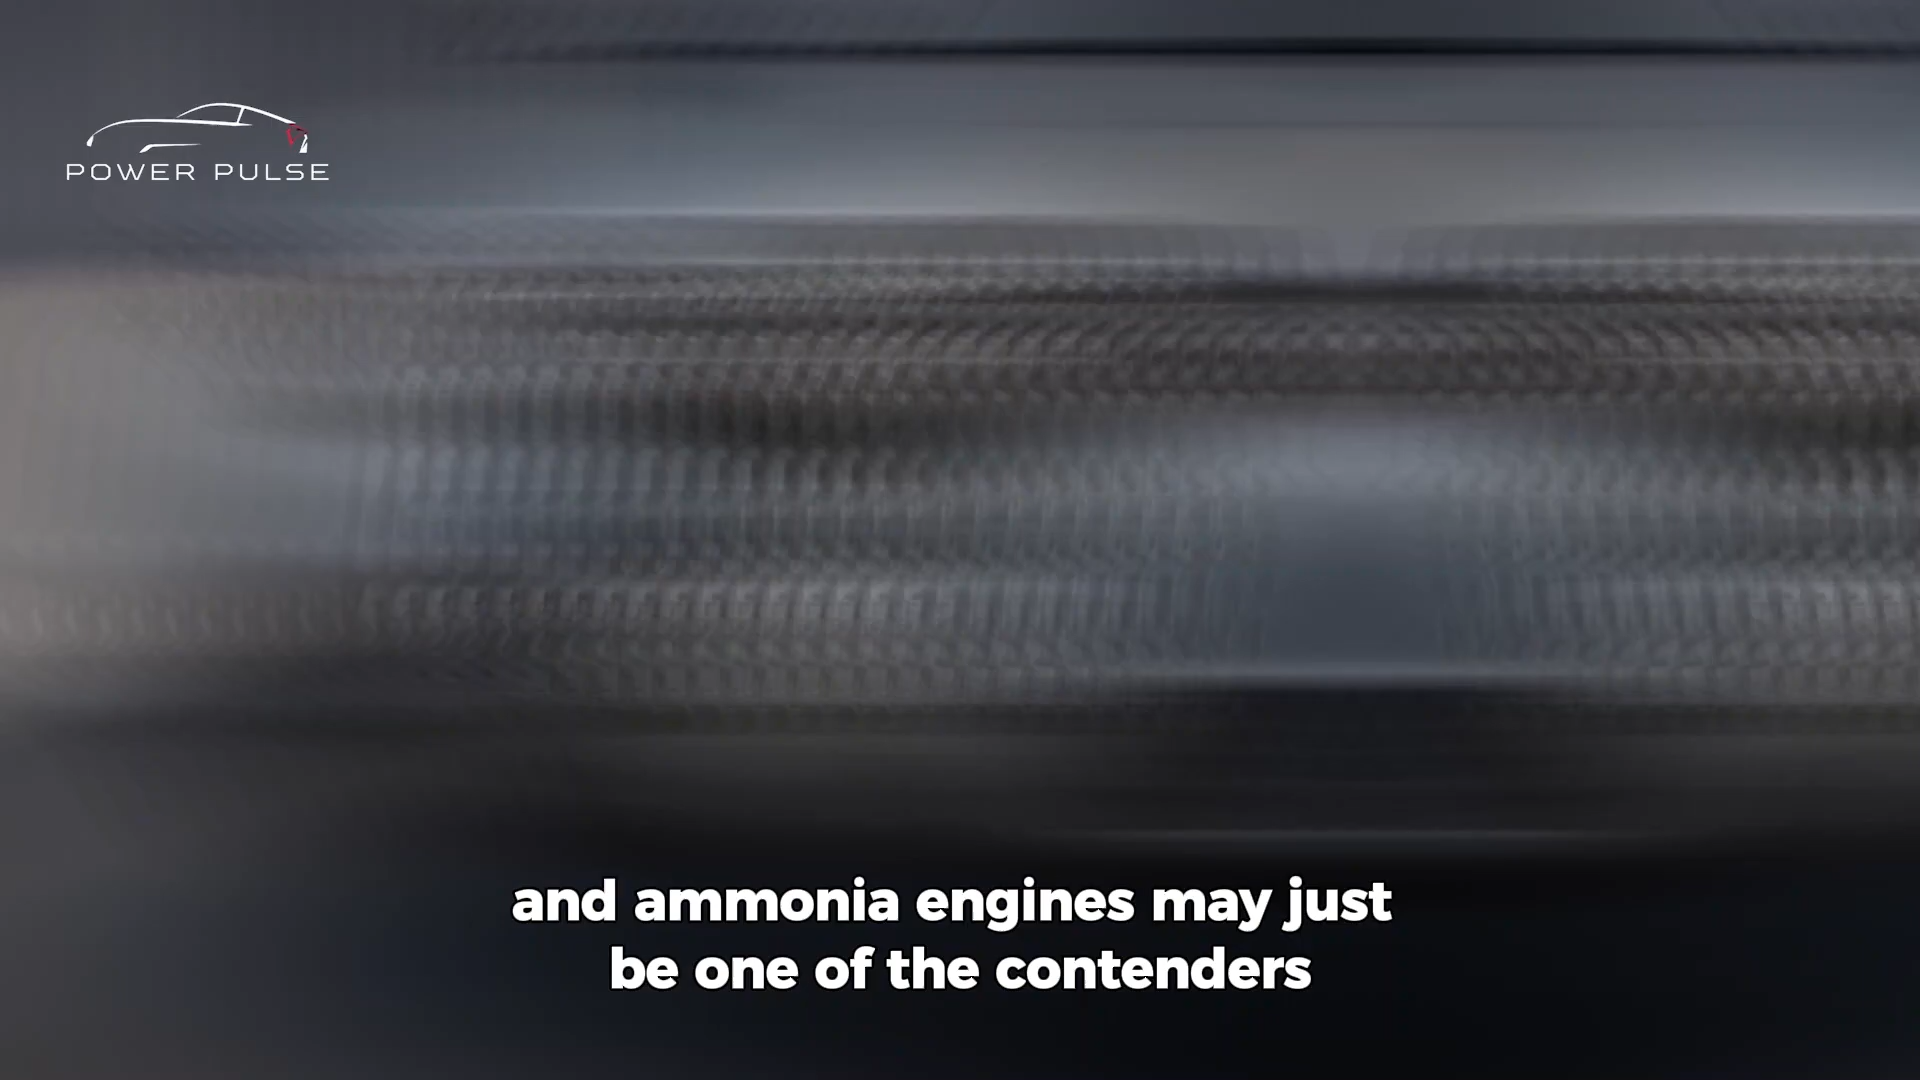 POWER PULSE
and ammonia engines may just
be one of the contenders